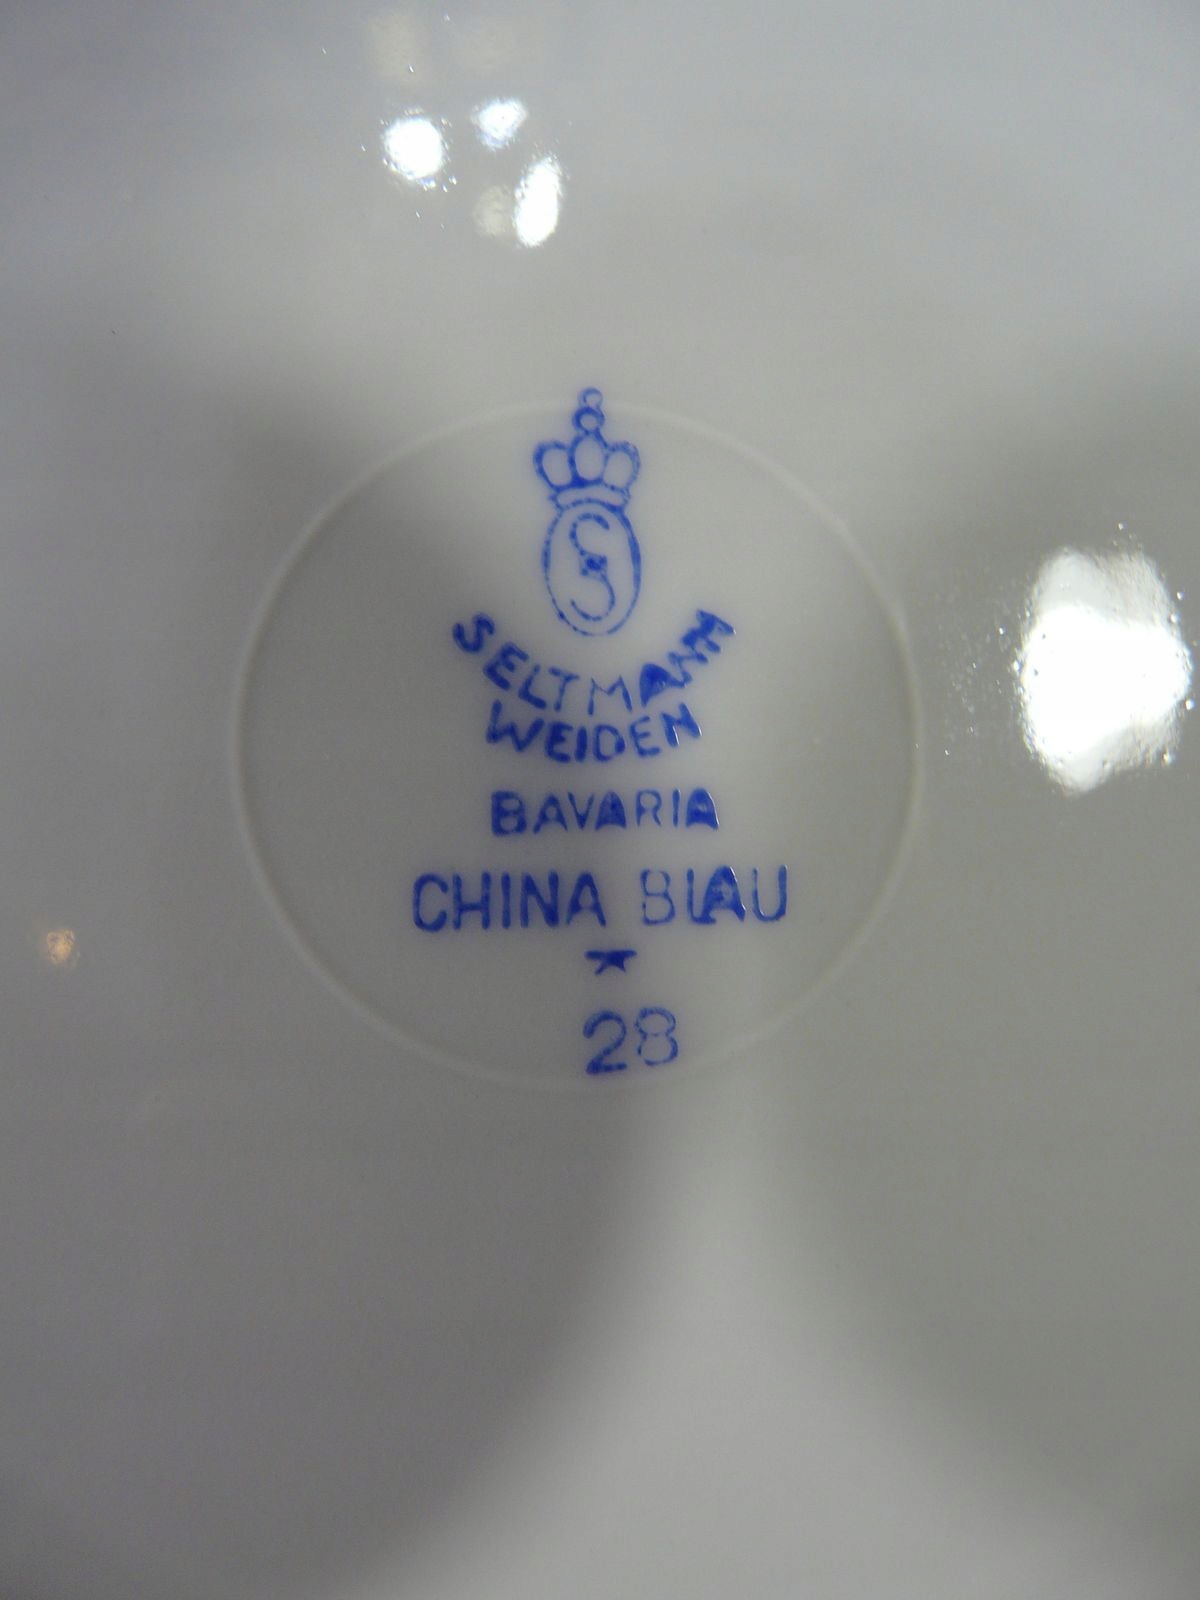 S
SELTMANN
WEIDEN
BAVARIA
CHINA BLAU
★
28